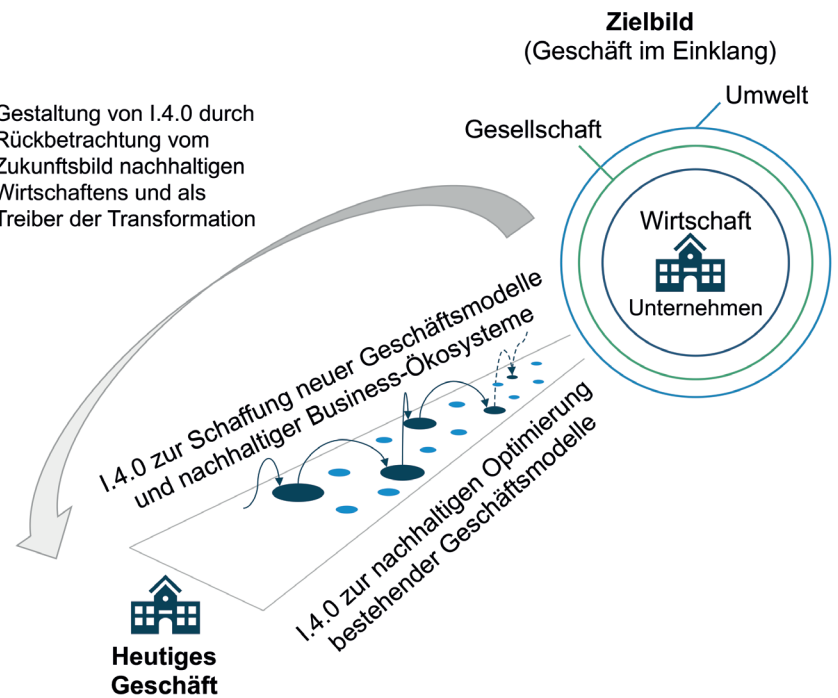 Zielbild
(Geschäft im Einklang)
Umwelt
Gesellschaft
Gestaltung von I.4.0 durch
Rückbetrachtung vom
Zukunftsbild nachhaltigen
Wirtschaftens und als
Treiber der Transformation
Wirtschaft
Unternehmen
I.4.0 zur Schaffung neuer Geschäftsmodelle
und nachhaltiger Business-Ökosysteme
I.4.0 zur nachhaltigen Optimierung
bestehender Geschäftsmodelle
Heutiges
Geschäft